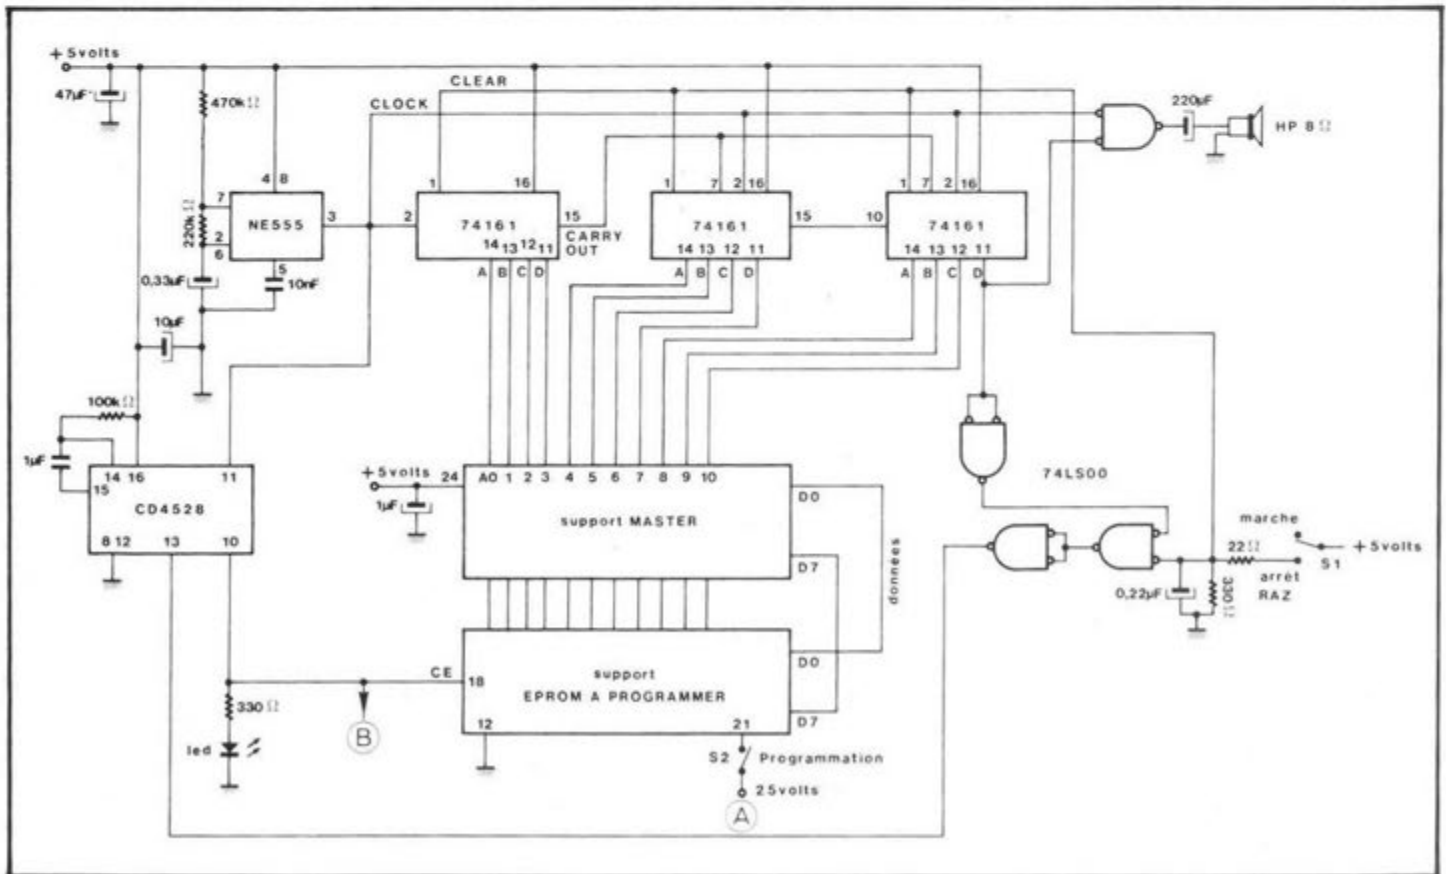 +5volts
47µF
470kΩ
CLEAR
CLOCK
220µF
HP 8Ω
4 8
7
NE555
3
220kΩ
2
6
5
0,33µF
10nF
10µF
1
16
2
74161
15
CARRY
OUT
14 13 12 11
A B C D
1 7 2 16
74161
15
14 13 12 11
A B C D
1 7 2 16
10
74161
14 13 12 11
A B C D
100kΩ
1µF
14 16 11
15
CD4528
8 12 13 10
+5volts
24
1µF
A0 1 2 3 4 5 6 7 8 9 10
support MASTER
D0
D7
données
74LS00
marche
22Ω
+5volts
S1
arrêt
RAZ
0,22µF
330Ω
CE
18
support
EPROM A PROGRAMMER
D0
D7
12
21
330Ω
led
B
S2
Programmation
25volts
A